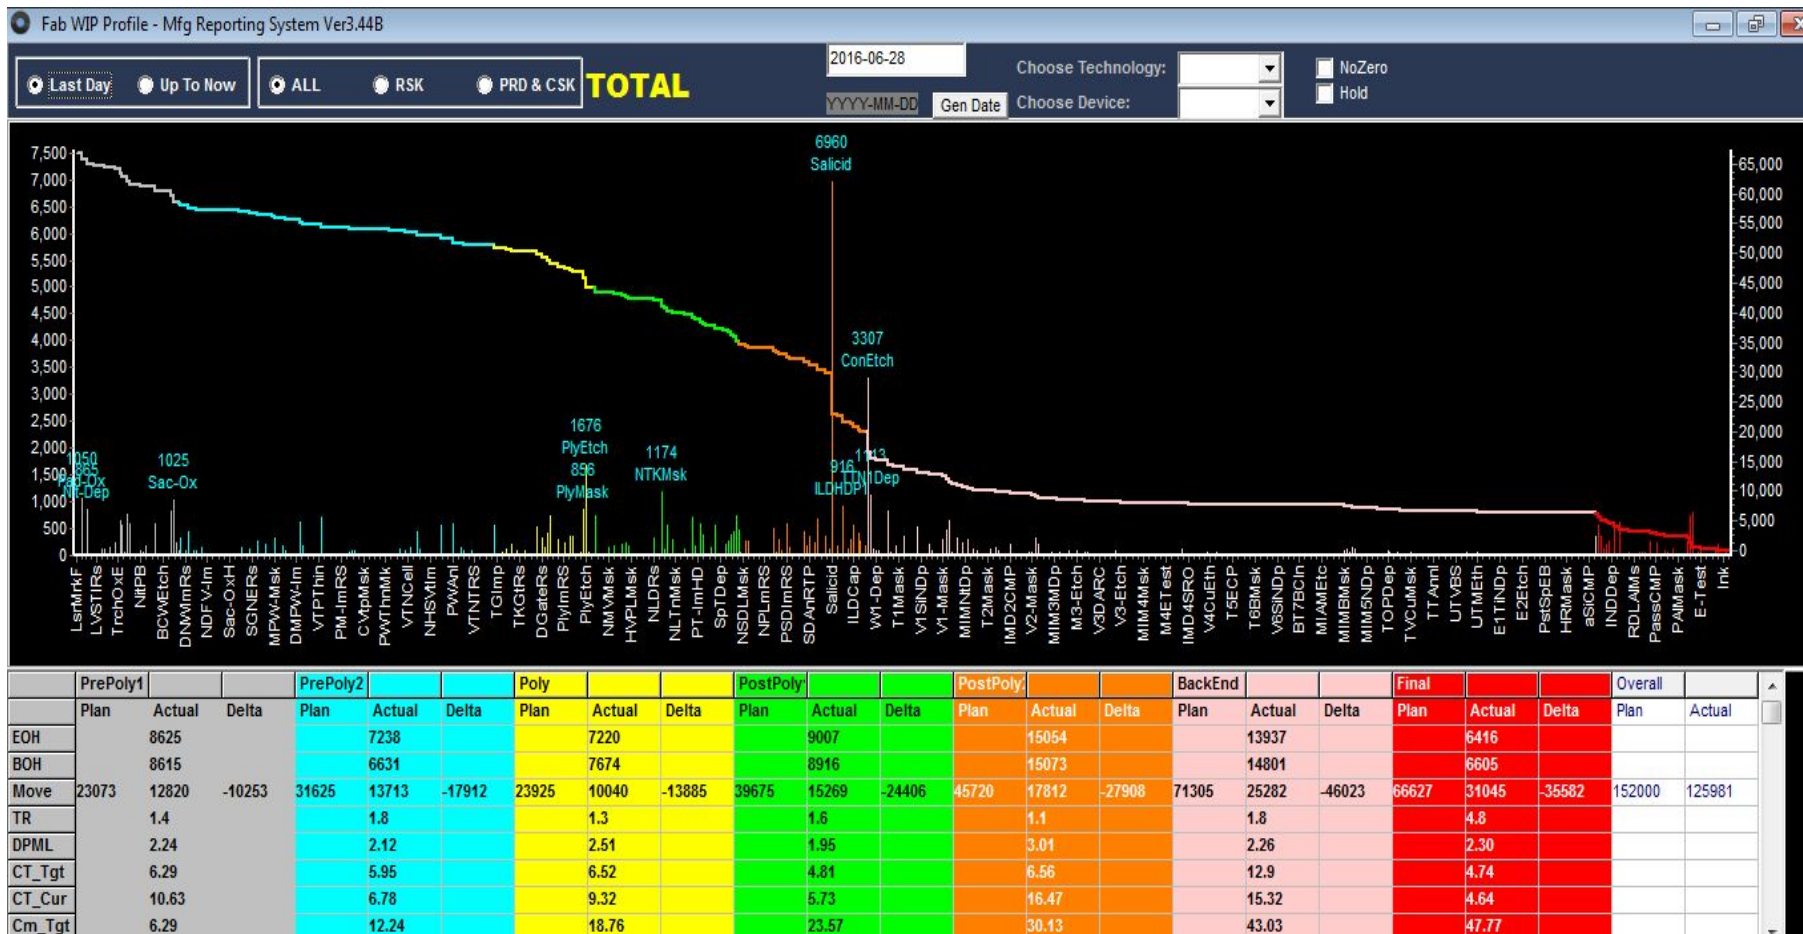 Fab WIP Profile - Mfg Reporting System Ver3.44B
Last Day Up To Now ALL RSK PRD & CSK TOTAL
2016-06-28
YYYY-MM-DD Gen Date
Choose Technology:
Choose Device:
NoZero
Hold
7,500
7,000
6,500
6,000
5,500
5,000
4,500
4,000
3,500
3,000
2,500
2,000
1,500
1,000
500
0
6960
Salicid
3307
ConEtch
1676
PlyEtch
856
PlyMask
1174
NTKMsk
1050
Pad-Ox
865
Nit-Dep
1025
Sac-Ox
916
ILDHDP1
1113
TTN1Dep
65,000
60,000
55,000
50,000
45,000
40,000
35,000
30,000
25,000
20,000
15,000
10,000
5,000
0
LsrMrkF
LVSTIRs
TrchOxE
NitPB
BCVVEtch
DNWImRs
NDFV-Im
Sac-OxH
SGNERs
MPW-Msk
DMPW-Im
VTPThin
PM-ImRS
CVtpMsk
PWThnMk
VTNCell
NHSVtIm
PWAnl
VTNTRS
TGImp
TKGtRs
DGateRs
PlyImRS
PlyEtch
NMVMsk
HVPLMsk
NLDRs
NLTnMsk
PT-ImHD
SpTDep
NSDLMsk
NPLmRS
PSDImRS
SDAnRTP
Salicid
ILDCap
W1-Dep
T1Mask
V1SiNDp
V1-Mask
MIMNtDp
T2Mask
IMD2CMP
V2-Mask
MIM3MDp
M3-Etch
V3DARC
V3-Etch
MIM4Msk
M4ETest
IMD4SRO
V4CuEth
T5ECP
T6BMsk
V6SiNDp
BT7BCln
MIAMEtc
MIMBMsk
MIM5NDp
TOPDep
TVCuMsk
TTAnnl
UTVBS
UTMEth
E1TiNDp
E2Etch
PstSpEB
HRMask
aSiCMP
INDDep
RDLAlMs
PassCMP
PAlMask
E-Test
Ink
PrePoly1 PrePoly2 Poly PostPoly PostPoly BackEnd Final Overall
Plan Actual Delta Plan Actual Delta Plan Actual Delta Plan Actual Delta Plan Actual Delta Plan Actual Delta Plan Actual Delta Plan Actual
EOH 8625 7238 7220 9007 15054 13937 6416
BOH 8615 6631 7674 8916 15073 14801 6605
Move 23073 12820 -10253 31625 13713 -17912 23925 10040 -13885 39675 15269 -24406 45720 17812 -27908 71305 25282 -46023 66627 31045 -35582 152000 125981
TR 1.4 1.8 1.3 1.6 1.1 1.8 4.8
DPML 2.24 2.12 2.51 1.95 3.01 2.26 2.30
CT_Tgt 6.29 5.95 6.52 4.81 6.56 12.9 4.74
CT_Cur 10.63 6.78 9.32 5.73 16.47 15.32 4.64
Cm_Tgt 6.29 12.24 18.76 23.57 30.13 43.03 47.77